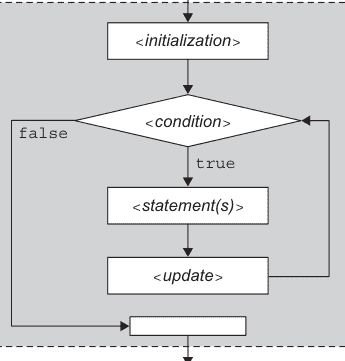 <initialization>
<condition>
false
true
<statement(s)>
<update>